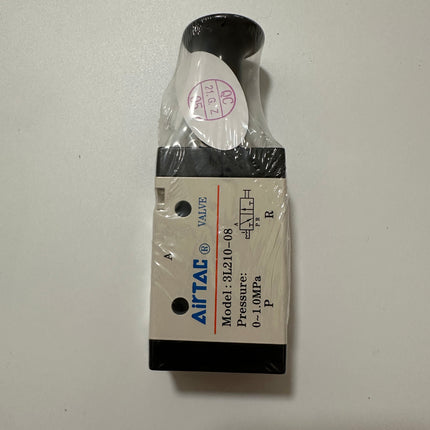 QC
A
AirTAC ® VALVE
Model : 3L210-08
Pressure:
0~1.0MPa
A
P R
R
P